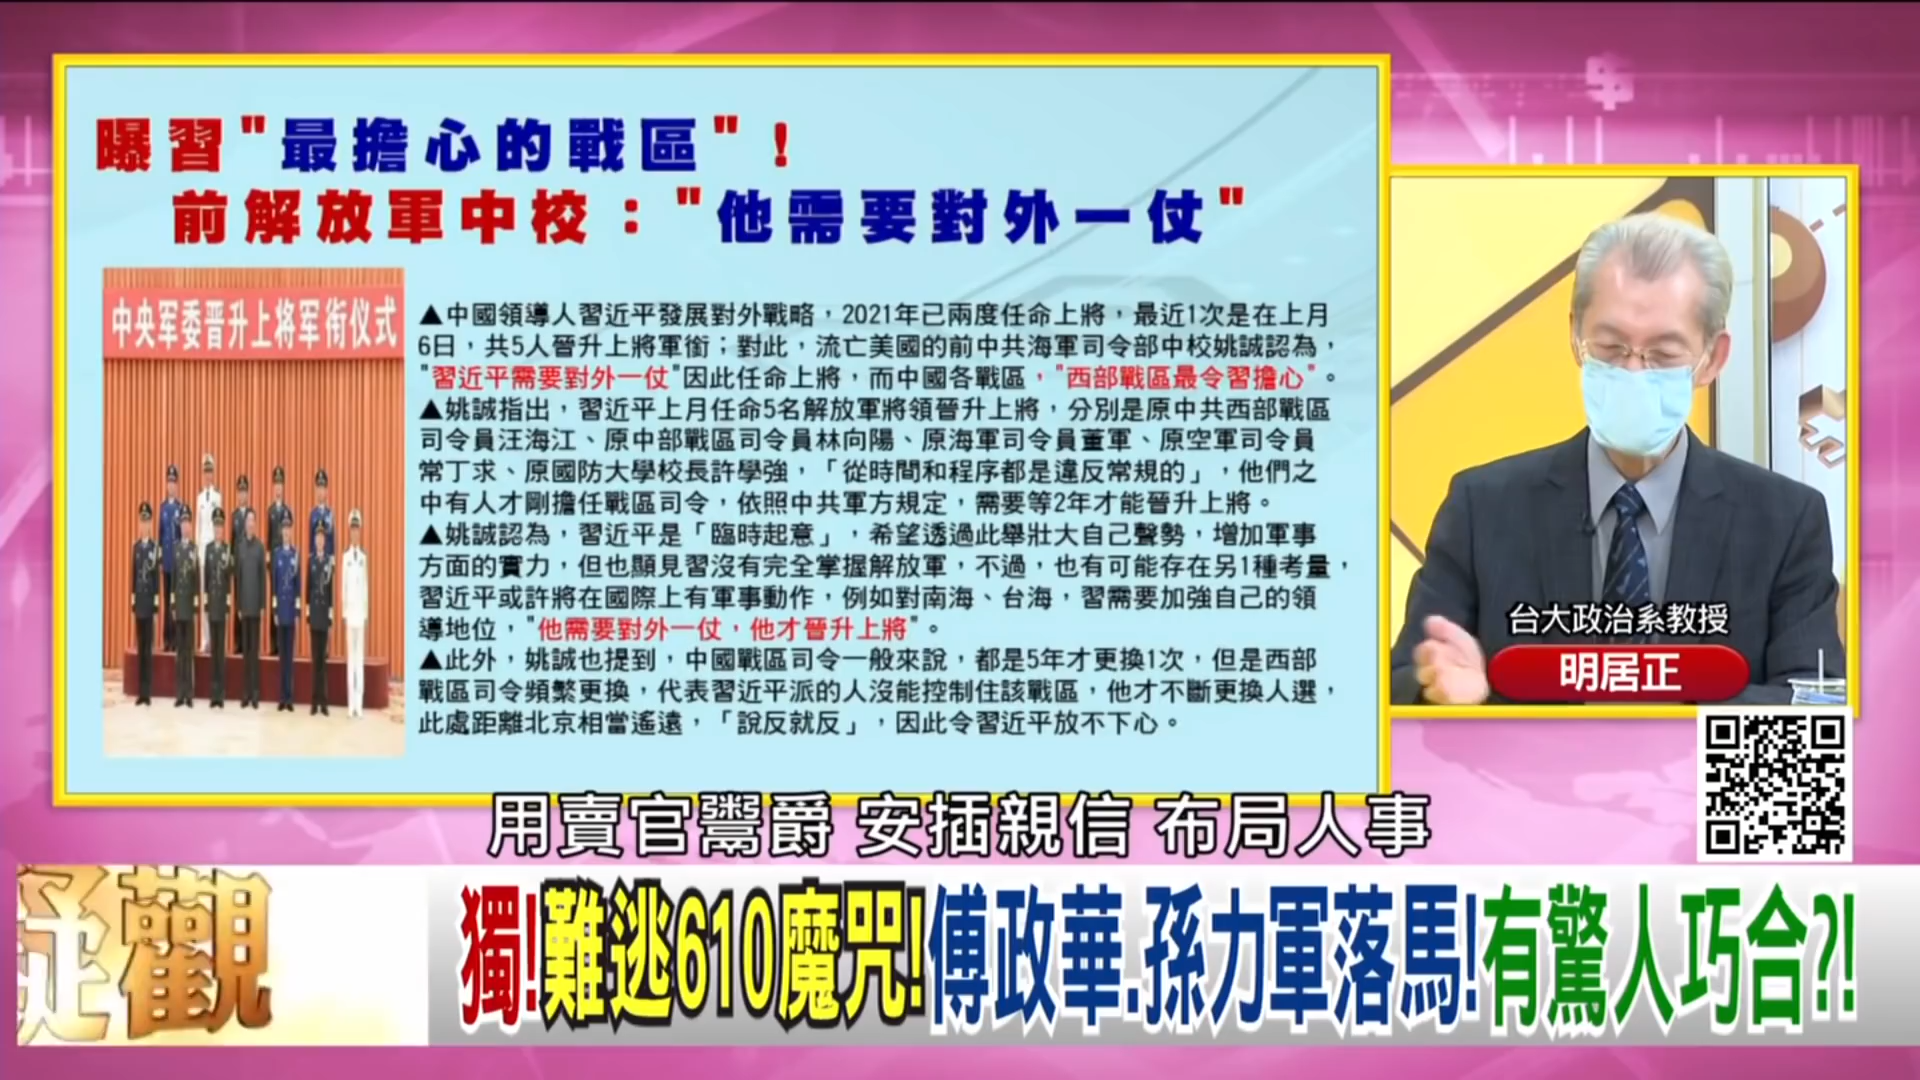 曝習"最擔心的戰區"！
前解放軍中校："他需要對外一仗"
中央军委晋升上将军衔仪式
▲中國領導人習近平發展對外戰略，2021年已兩度任命上將，最近1次是在上月
6日，共5人晉升上將軍銜；對此，流亡美國的前中共海軍司令部中校姚誠認為，
"習近平需要對外一仗"因此任命上將，而中國各戰區，"西部戰區最令習擔心"。
▲姚誠指出，習近平上月任命5名解放軍將領晉升上將，分別是原中共西部戰區
司令員汪海江、原中部戰區司令員林向陽、原海軍司令員董軍、原空軍司令員
常丁求、原國防大學校長許學強，「從時間和程序都是違反常規的」，他們之
中有人才剛擔任戰區司令，依照中共軍方規定，需要等2年才能晉升上將。
▲姚誠認為，習近平是「臨時起意」，希望透過此舉壯大自己聲勢，增加軍事
方面的實力，但也顯見習沒有完全掌握解放軍，不過，也有可能存在另1種考量，
習近平或許將在國際上有軍事動作，例如對南海、台海，習需要加強自己的領
導地位，"他需要對外一仗，他才晉升上將"。
▲此外，姚誠也提到，中國戰區司令一般來說，都是5年才更換1次，但是西部
戰區司令頻繁更換，代表習近平派的人沒能控制住該戰區，他才不斷更換人選，
此處距離北京相當遙遠，「說反就反」，因此令習近平放不下心。
台大政治系教授
明居正
用賣官鬻爵 安插親信 布局人事
觀
獨!難逃610魔咒!傅政華.孫力軍落馬!有驚人巧合?!